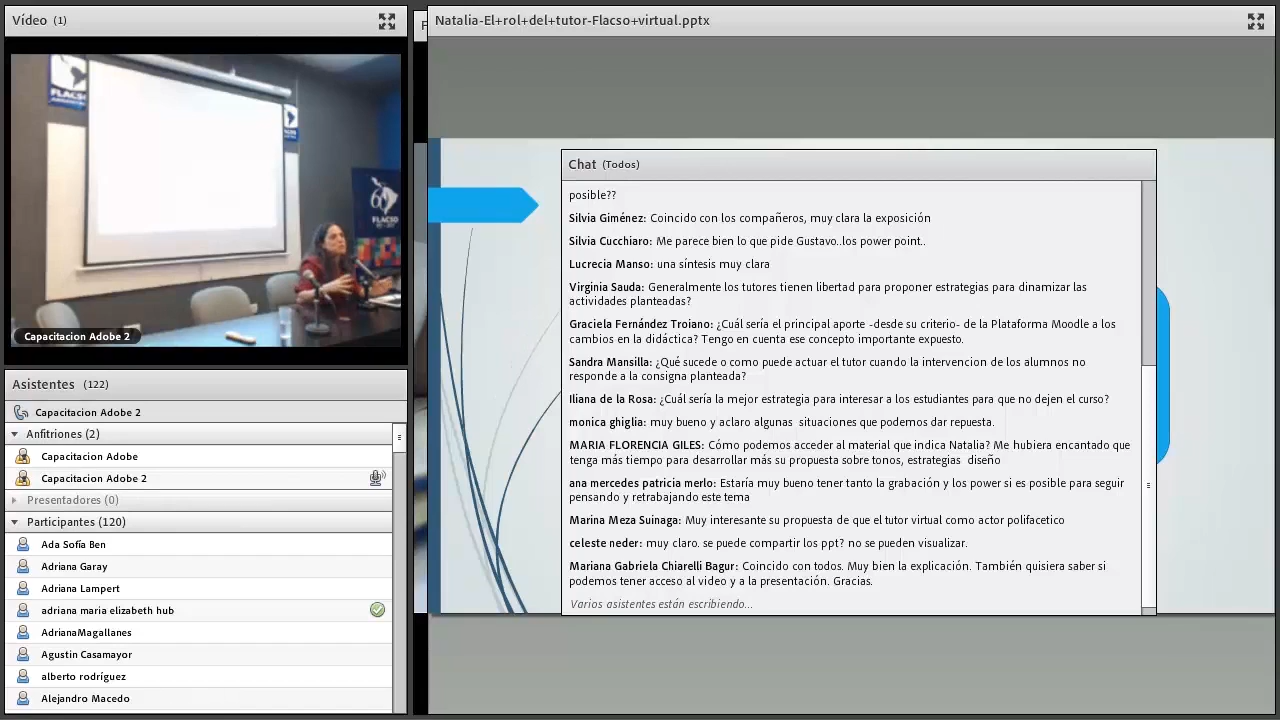 Vídeo (1)
FLACSO
FLACSO
60
FLACSO
Capacitacion Adobe 2
Asistentes (122)
Capacitacion Adobe 2
Anfitriones (2)
Capacitacion Adobe
Capacitacion Adobe 2
Presentadores (0)
Participantes (120)
Ada Sofía Ben
Adriana Garay
Adriana Lampert
adriana maria elizabeth hub
AdrianaMagallanes
Agustin Casamayor
alberto rodríguez
Alejandro Macedo
F
Natalia-El+rol+del+tutor-Flacso+virtual.pptx
Chat (Todos)
posible??
Silvia Giménez: Coincido con los compañeros, muy clara la exposición
Silvia Cucchiaro: Me parece bien lo que pide Gustavo..los power point..
Lucrecia Manso: una síntesis muy clara
Virginia Sauda: Generalmente los tutores tienen libertad para proponer estrategias para dinamizar las
actividades planteadas?
Graciela Fernández Troiano: ¿Cúál sería el principal aporte -desde su criterio- de la Plataforma Moodle a los
cambios en la didáctica? Tengo en cuenta ese concepto importante expuesto.
Sandra Mansilla: ¿Qué sucede o como puede actuar el tutor cuando la intervencion de los alumnos no
responde a la consigna planteada?
Iliana de la Rosa: ¿Cuál sería la mejor estrategia para interesar a los estudiantes para que no dejen el curso?
monica ghiglia: muy bueno y aclaro algunas situaciones que podemos dar repuesta.
MARIA FLORENCIA GILES: Cómo podemos acceder al material que indica Natalia? Me hubiera encantado que
tenga más tiempo para desarrollar más su propuesta sobre tonos, estrategias diseño
ana mercedes patricia merlo: Estaría muy bueno tener tanto la grabación y los power si es posible para seguir
pensando y retrabajando este tema
Marina Meza Suinaga: Muy interesante su propuesta de que el tutor virtual como actor polifacetico
celeste neder: muy claro. se puede compartir los ppt? no se pueden visualizar.
Mariana Gabriela Chiarelli Bagur: Coincido con todos. Muy bien la explicación. También quisiera saber si
podemos tener acceso al video y a la presentación. Gracias.
Varios asistentes están escribiendo...